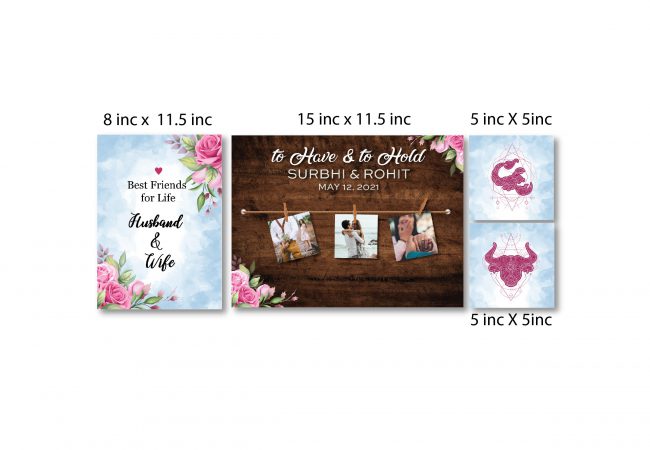 8 inc x 11.5 inc
15 inc x 11.5 inc
5 inc X 5inc
Best Friends
for Life
Husband
&
Wife
to Have & to Hold
SURBHI & ROHIT
MAY 12, 2021
5 inc X 5inc